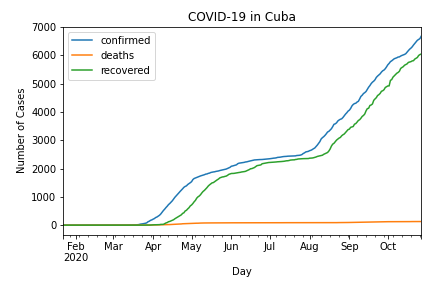 COVID-19 in Cuba
confirmed
deaths
recovered
Number of Cases
7000
6000
5000
4000
3000
2000
1000
0
Feb Mar Apr May Jun Jul Aug Sep Oct
2020
Day